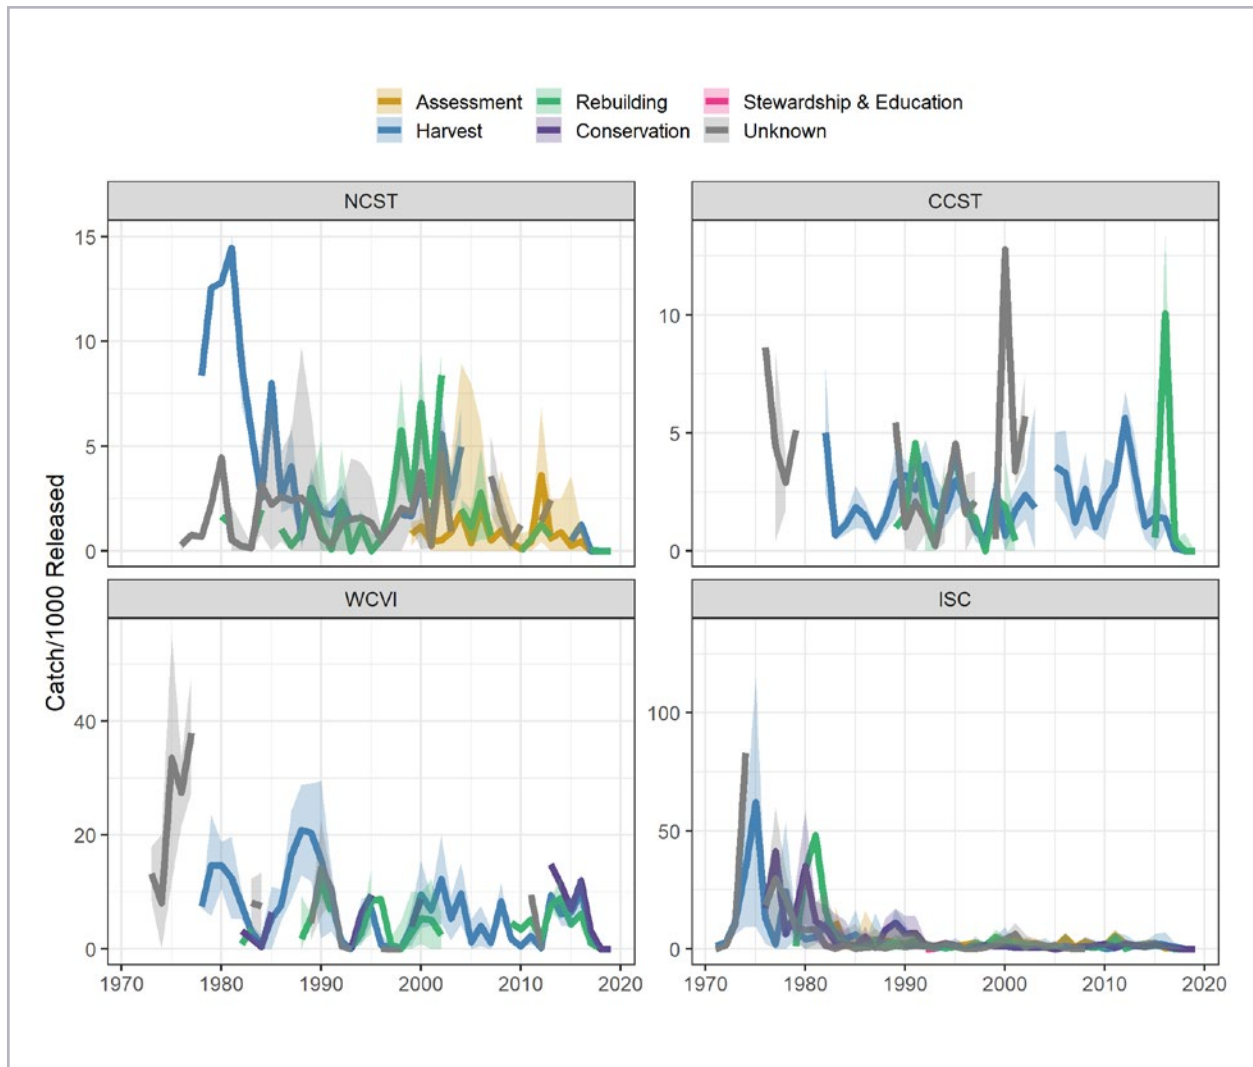 Assessment Rebuilding Stewardship & Education
Harvest Conservation Unknown
NCST CCST
Catch/1000 Released
15
10
5
0
10
5
0
WCVI ISC
40
20
0
100
50
0
1970 1980 1990 2000 2010 2020 1970 1980 1990 2000 2010 2020